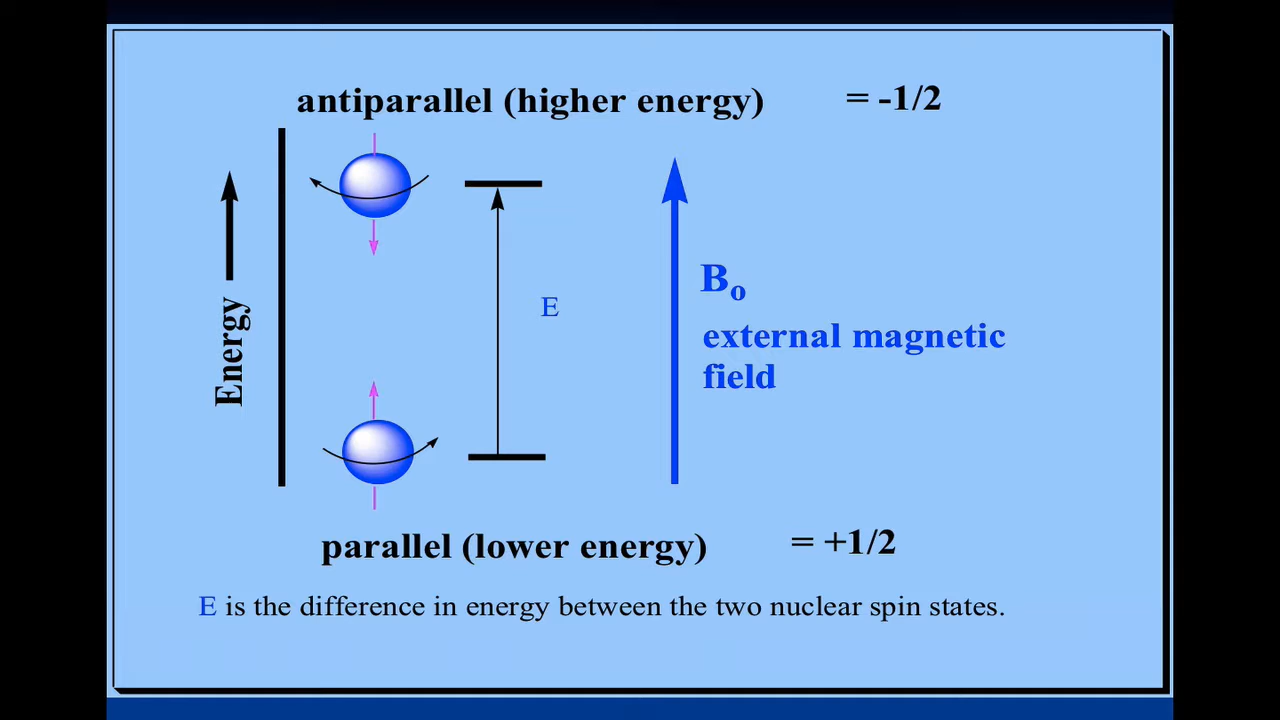 antiparallel (higher energy) = -1/2
Energy
E
Bo
external magnetic
field
parallel (lower energy) = +1/2
E is the difference in energy between the two nuclear spin states.